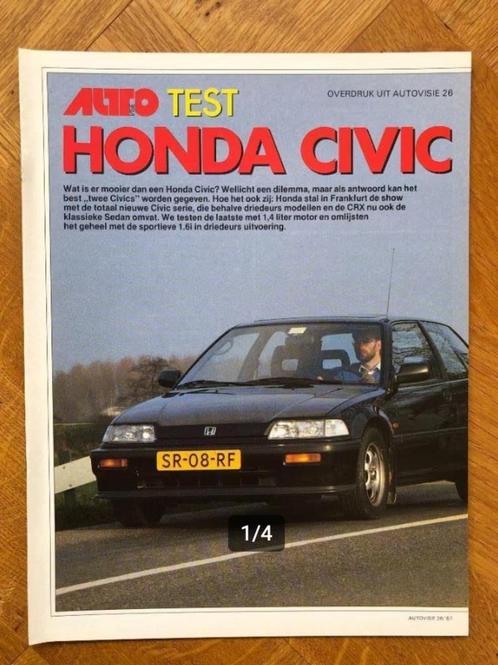 AUTO TEST
OVERDRUK UIT AUTOVISIE 26
HONDA CIVIC
Wat is er mooier dan een Honda Civic? Wellicht een dilemma, maar als antwoord kan het
best „twee Civics" worden gegeven. Hoe het ook zij: Honda stal in Frankfurt de show
met de totaal nieuwe Civic serie, die behalve driedeurs modellen en de CRX nu ook de
klassieke Sedan omvat. We testen de laatste met 1,4 liter motor en omlijsten
het geheel met de sportieve 1.6i in driedeurs uitvoering.
SR-08-RF
1/4
AUTOVISIE 26/'87